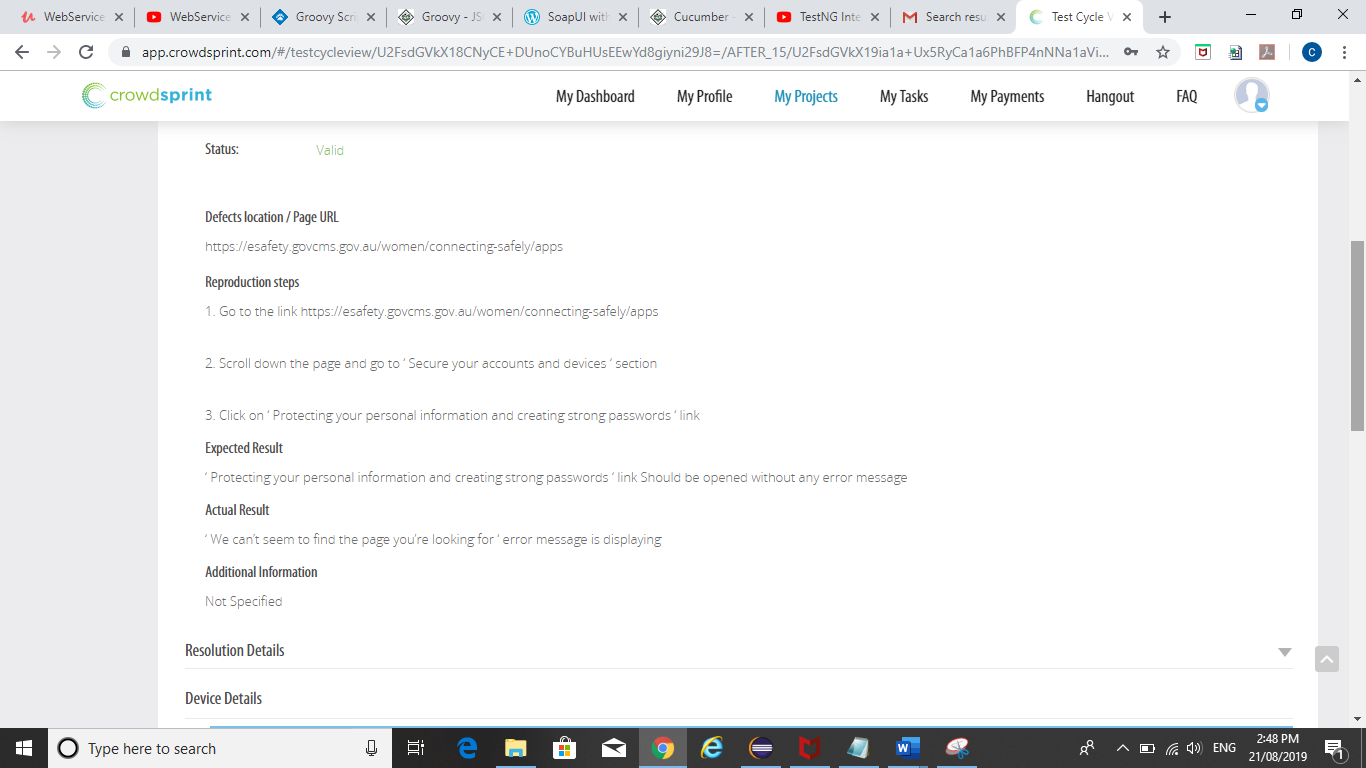 WebService
WebService
Groovy Scri
Groovy - JS
SoapUI with
Cucumber -
TestNG Inte
Search resu
Test Cycle V
app.crowdsprint.com/#/testcycleview/U2FsdGVkX18CNyCE+DUnoCYBuHUsEEwYd8giyni29J8=/AFTER_15/U2FsdGVkX19ia1a+Ux5RyCa1a6PhBFP4nNNa1aVi...
C
crowdsprint
My Dashboard
My Profile
My Projects
My Tasks
My Payments
Hangout
FAQ
Status: Valid
Defects location / Page URL
https://esafety.govcms.gov.au/women/connecting-safely/apps
Reproduction steps
1. Go to the link https://esafety.govcms.gov.au/women/connecting-safely/apps
2. Scroll down the page and go to ‘ Secure your accounts and devices ’ section
3. Click on ‘ Protecting your personal information and creating strong passwords ’ link
Expected Result
‘ Protecting your personal information and creating strong passwords ’ link Should be opened without any error message
Actual Result
‘ We can’t seem to find the page you’re looking for ‘ error message is displaying
Additional Information
Not Specified
Resolution Details
Device Details
Type here to search
ENG
2:48 PM
21/08/2019
1